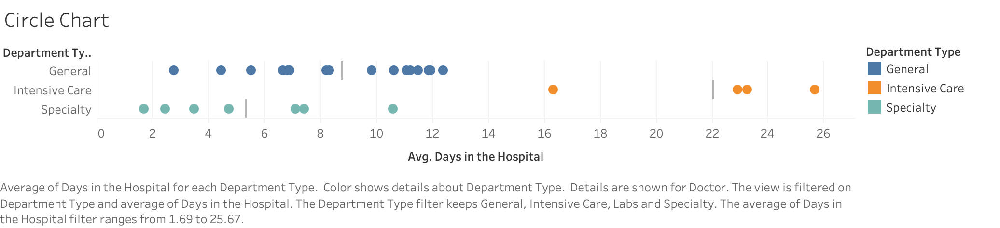 Circle Chart
Department Ty..
General
Intensive Care
Specialty
0 2 4 6 8 10 12 14 16 18 20 22 24 26
Avg. Days in the Hospital
Department Type
General
Intensive Care
Specialty
Average of Days in the Hospital for each Department Type.  Color shows details about Department Type.  Details are shown for Doctor. The view is filtered on
Department Type and average of Days in the Hospital. The Department Type filter keeps General, Intensive Care, Labs and Specialty. The average of Days in
the Hospital filter ranges from 1.69 to 25.67.